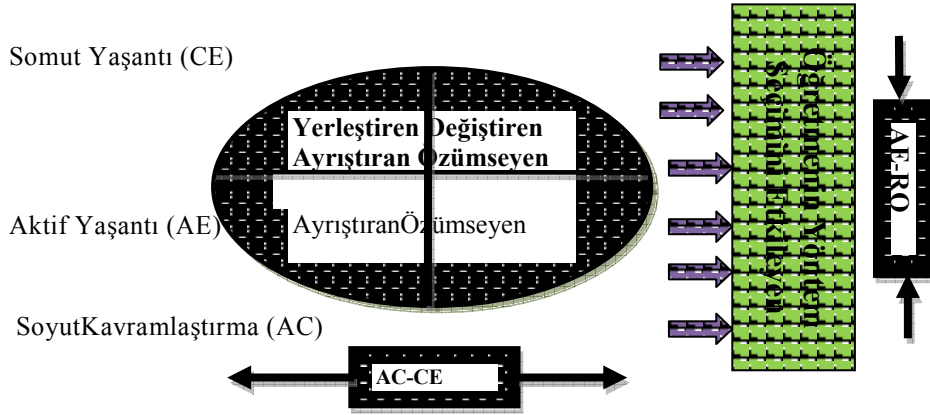 Somut Yaşantı (CE)
Yerleştiren Değiştiren
Ayrıştıran Özümseyen
Aktif Yaşantı (AE)
AyrıştıranÖzümseyen
SoyutKavramlaştırma (AC)
AC-CE
Öğretmenin Yöntem
Seçimini Etkileyen
AE-RO